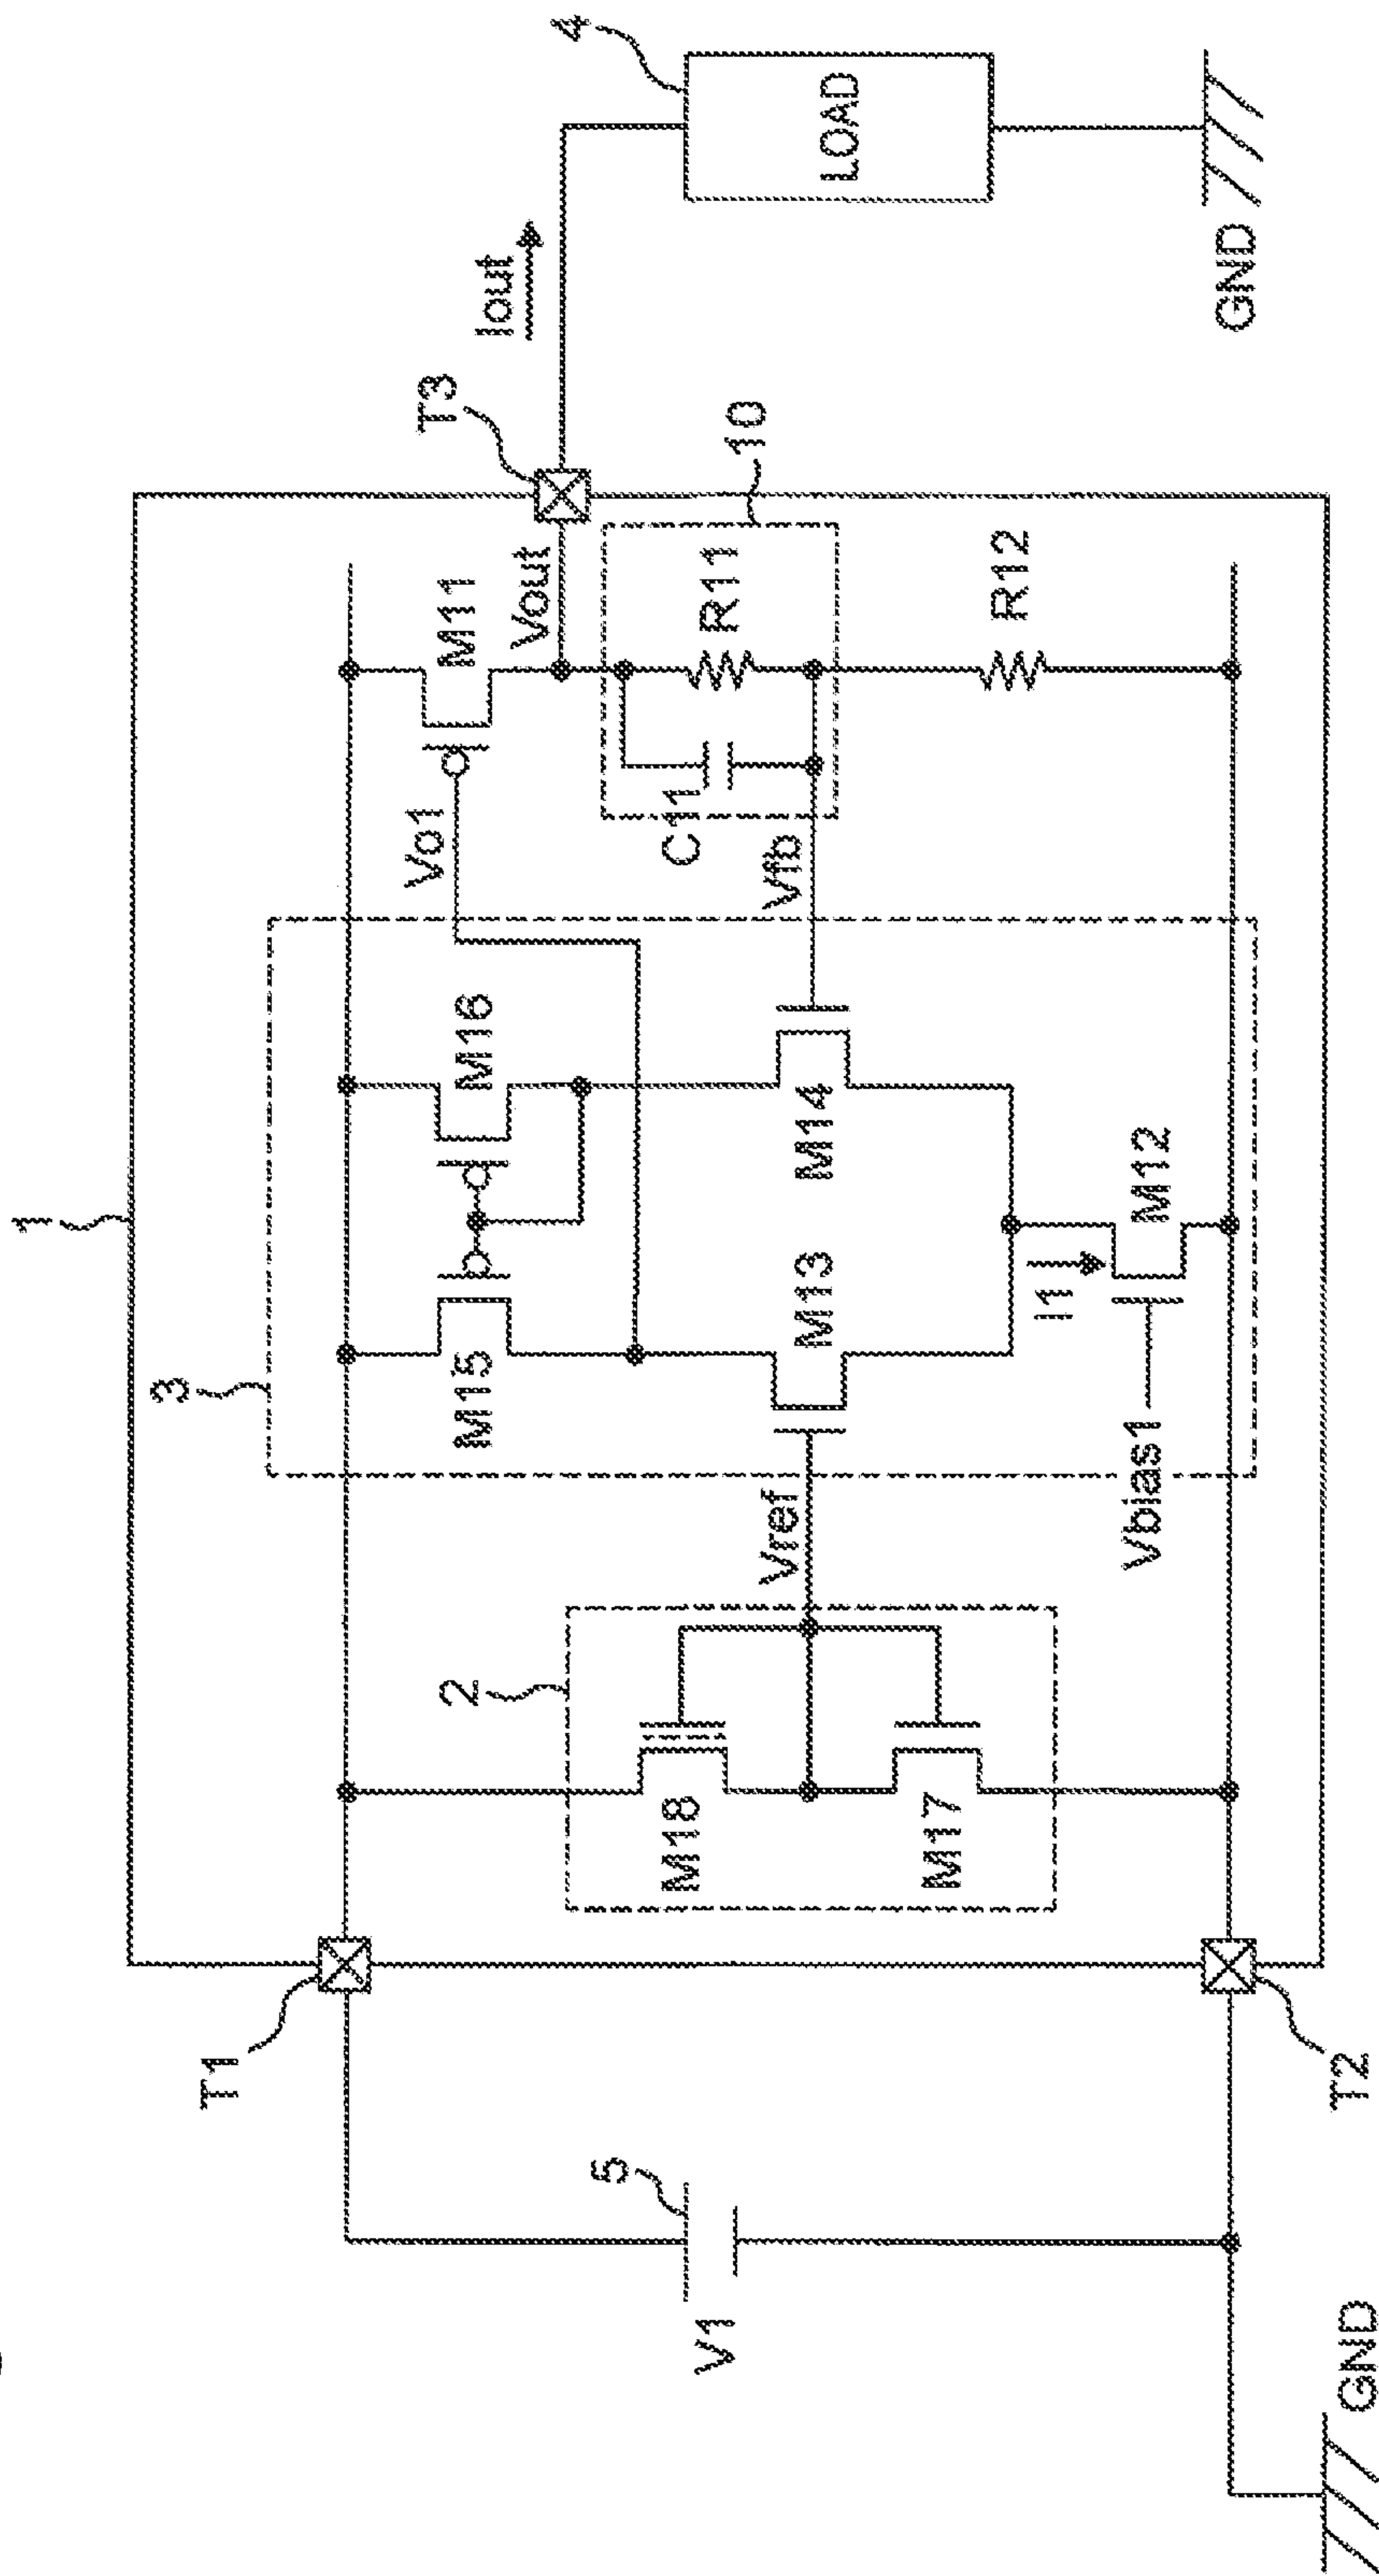 1
3
2
T1
T2
T3
5
V1
GND
M18
M17
Vref
M15
M16
M13
M14
I1
M12
Vbias1
Vo1
M11
Vout
Vfb
C11
R11
10
R12
Iout
4
LOAD
GND